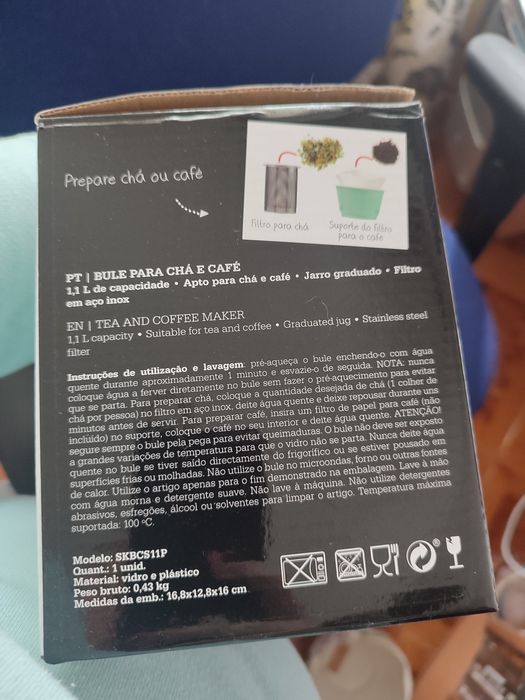 Prepare chá ou café
Filtro para chá
Suporte do filtro
para o café
PT | BULE PARA CHÁ E CAFÉ
1,1 L de capacidade • Apto para chá e café • Jarro graduado • Filtro
em aço inox
EN | TEA AND COFFEE MAKER
1,1 L capacity • Suitable for tea and coffee • Graduated jug • Stainless steel
filter
Instruções de utilização e lavagem: pré-aqueça o bule enchendo-o com água
quente durante aproximadamente 1 minuto e esvazie-o de seguida. NOTA: nunca
coloque água a ferver diretamente no bule sem fazer o pré-aquecimento para evitar
que se parta. Para preparar chá, coloque a quantidade desejada de chá (1 colher de
chá por pessoa) no filtro em aço inox, deite água quente e deixe repousar durante uns
minutos antes de servir. Para preparar café, insira um filtro de papel para café (não
incluído) no suporte, coloque o café no seu interior e deite água quente. ATENÇÃO!
segure sempre o bule pela pega para evitar queimaduras. O bule não deve ser exposto
a grandes variações de temperatura para que o vidro não se parta. Nunca deite água
quente no bule se tiver saído directamente do frigorífico ou se estiver pousado em
superfícies frias ou molhadas. Não utilize o bule no microondas, forno ou outras fontes
de calor. Utilize o artigo apenas para o fim demonstrado na embalagem. Lave à mão
com água morna e detergente suave. Não lave à máquina. Não utilize detergentes
abrasivos, esfregões, álcool ou solventes para limpar o artigo. Temperatura máxima
suportada: 100 ºC.
Modelo: SKBCS11P
Quant.: 1 unid.
Material: vidro e plástico
Peso bruto: 0,43 kg
Medidas da emb.: 16,8x12,8x16 cm